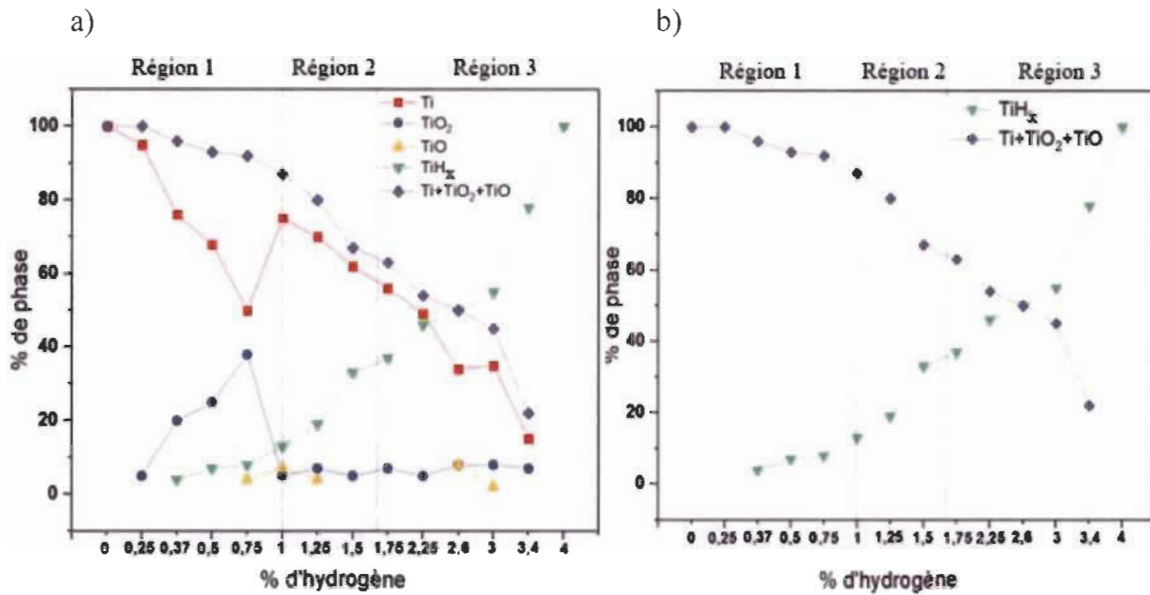 a)
Région 1 Région 2 Région 3
Ti
TiO₂
TiO
TiHₓ
Ti+TiO₂+TiO
100
80
60
40
20
0
% de phase
0 0,25 0,37 0,5 0,75 1 1,25 1,5 1,75 2,25 2,6 3 3,4 4
% d'hydrogène
b)
Région 1 Région 2 Région 3
TiHₓ
Ti+TiO₂+TiO
100
80
60
40
20
0
% de phase
0 0,25 0,37 0,5 0,75 1 1,25 1,5 1,75 2,25 2,6 3 3,4 4
% d'hydrogène